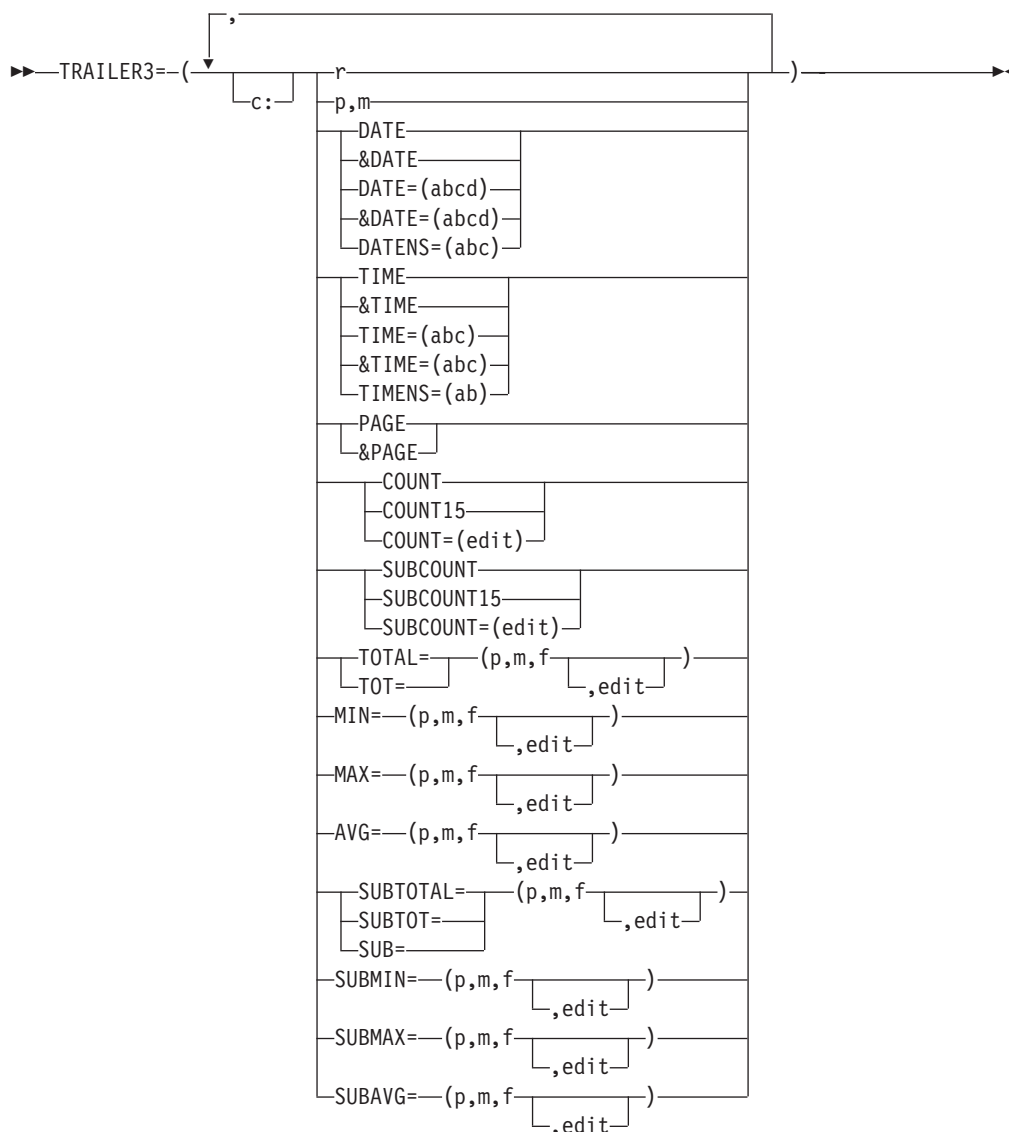 ,
TRAILER3= ( r )
c:
p,m
DATE
&DATE
DATE=(abcd)
&DATE=(abcd)
DATENS=(abc)
TIME
&TIME
TIME=(abc)
&TIME=(abc)
TIMENS=(ab)
PAGE
&PAGE
COUNT
COUNT15
COUNT=(edit)
SUBCOUNT
SUBCOUNT15
SUBCOUNT=(edit)
TOTAL= (p,m,f )
TOT= ,edit
MIN= (p,m,f )
,edit
MAX= (p,m,f )
,edit
AVG= (p,m,f )
,edit
SUBTOTAL= (p,m,f )
SUBTOT= ,edit
SUB=
SUBMIN= (p,m,f )
,edit
SUBMAX= (p,m,f )
,edit
SUBAVG= (p,m,f )
,edit